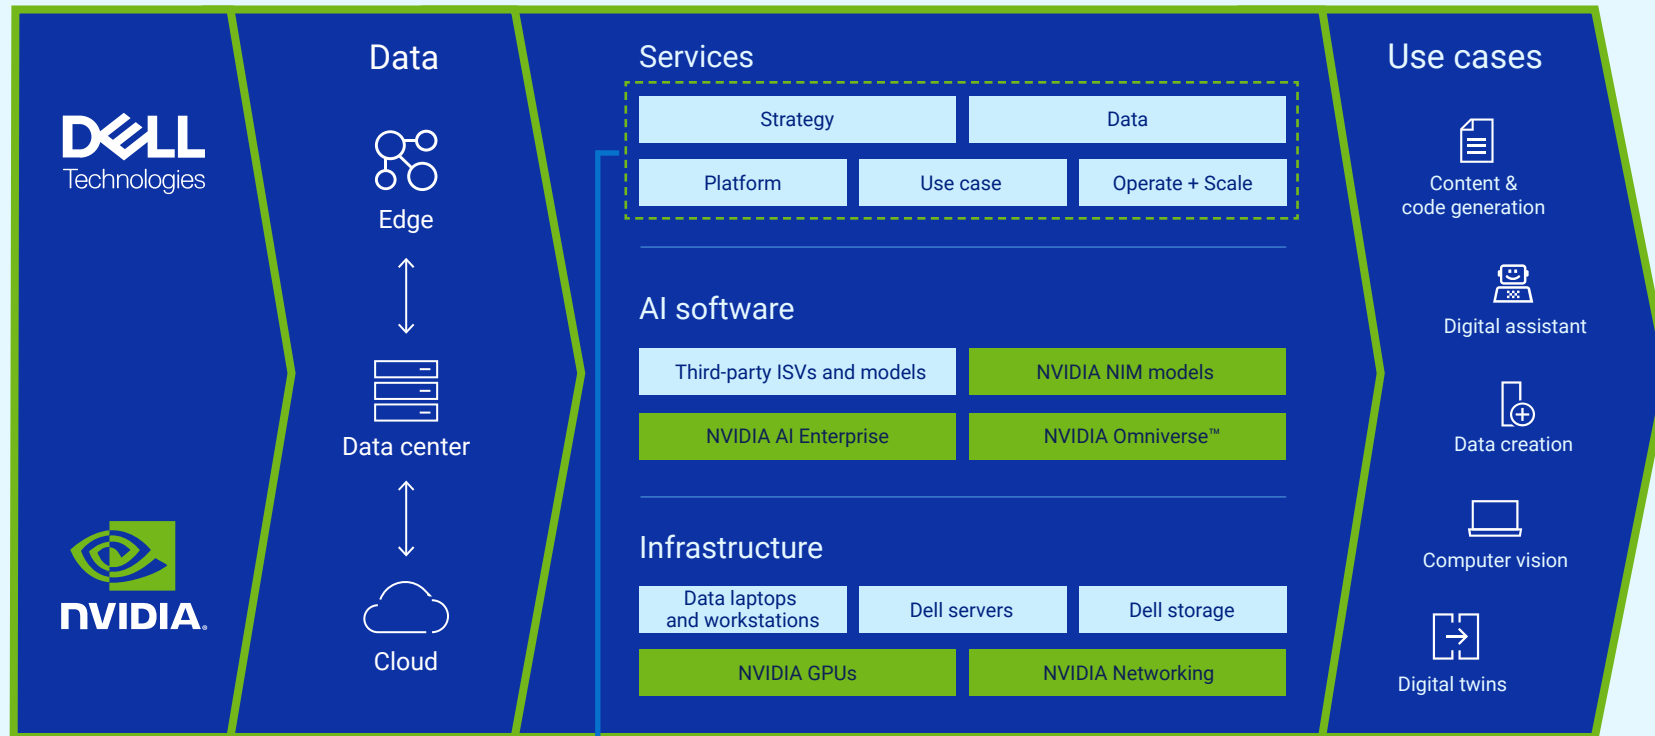 DELL
Technologies
NVIDIA.
Data
Edge
Data center
Cloud
Services
Strategy
Data
Platform
Use case
Operate + Scale
AI software
Third-party ISVs and models
NVIDIA NIM models
NVIDIA AI Enterprise
NVIDIA Omniverse™
Infrastructure
Data laptops
and workstations
Dell servers
Dell storage
NVIDIA GPUs
NVIDIA Networking
Use cases
Content &
code generation
Digital assistant
Data creation
Computer vision
Digital twins